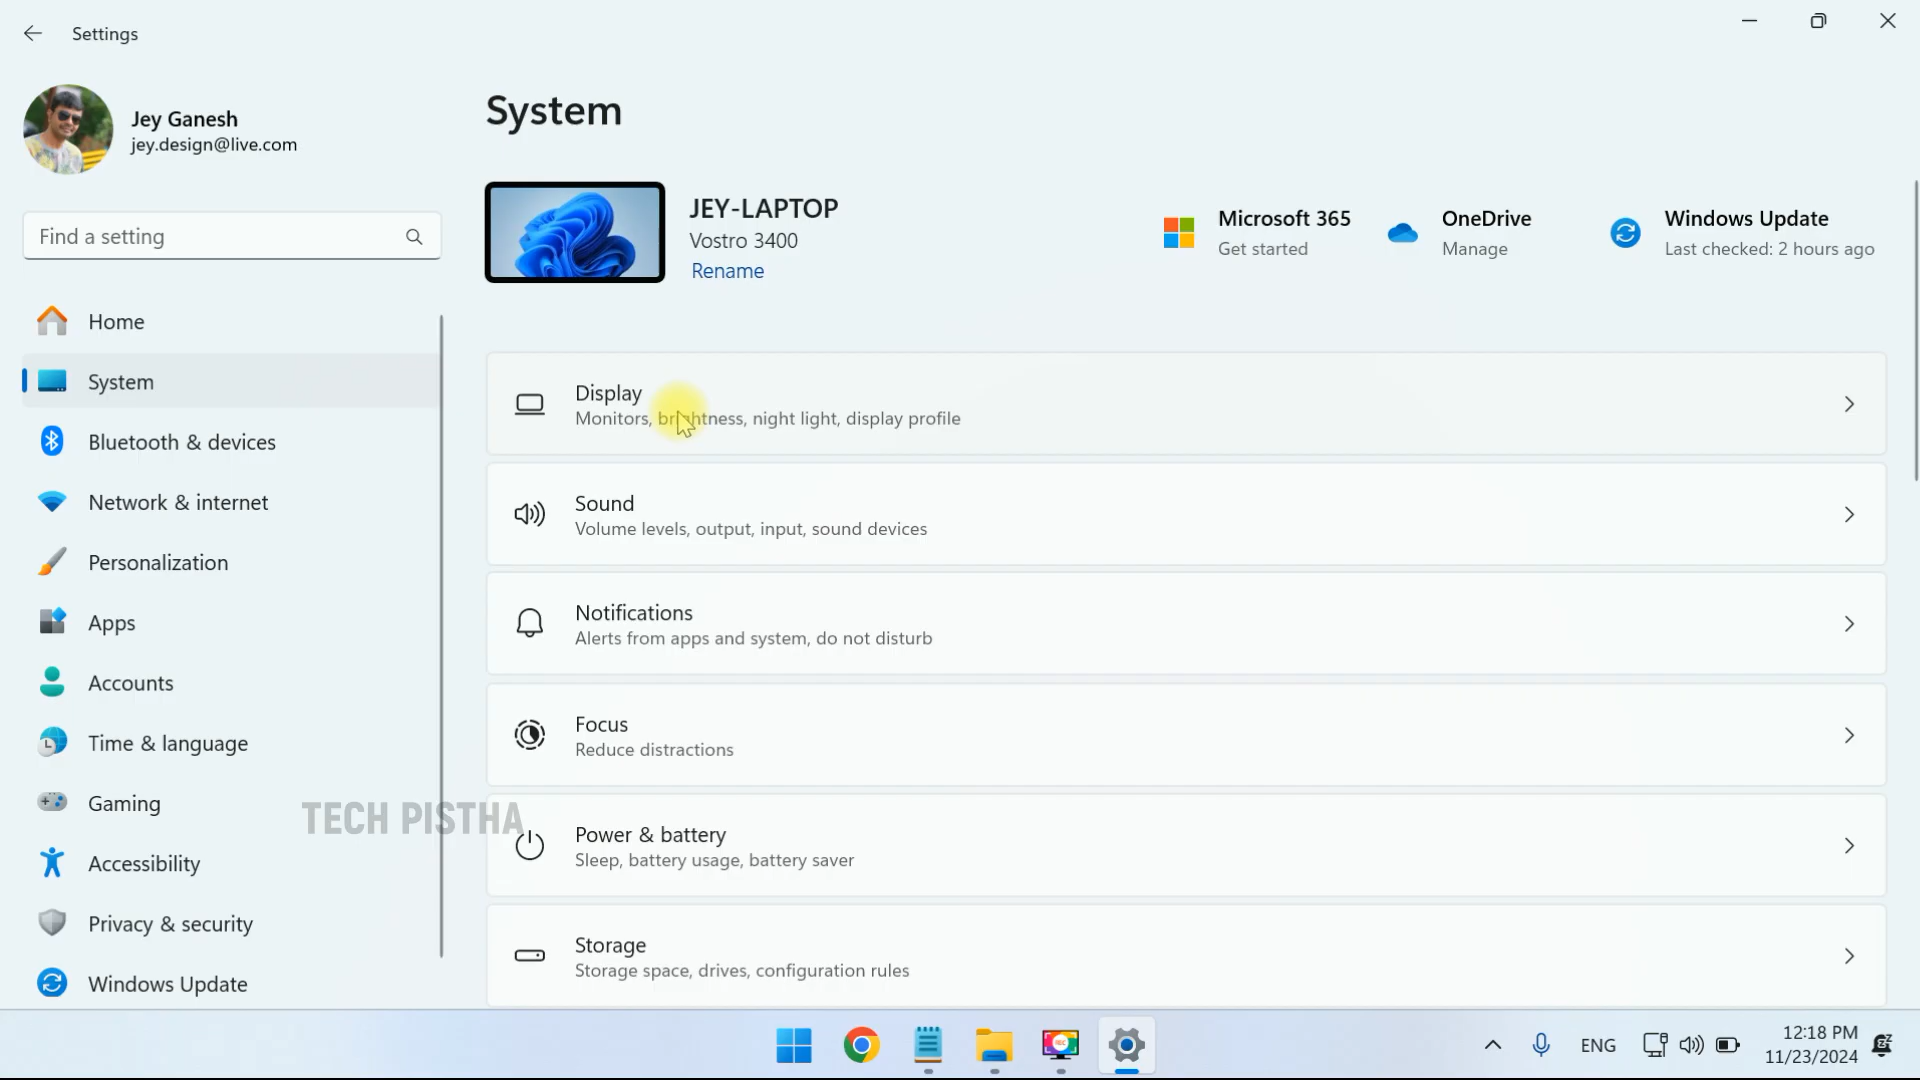 Settings
Jey Ganesh
jey.design@live.com
Find a setting
Home
System
Bluetooth & devices
Network & internet
Personalization
Apps
Accounts
Time & language
Gaming
Accessibility
Privacy & security
Windows Update
System
JEY-LAPTOP
Vostro 3400
Rename
Microsoft 365
Get started
OneDrive
Manage
Windows Update
Last checked: 2 hours ago
Display
Monitors, brightness, night light, display profile
Sound
Volume levels, output, input, sound devices
Notifications
Alerts from apps and system, do not disturb
Focus
Reduce distractions
Power & battery
Sleep, battery usage, battery saver
Storage
Storage space, drives, configuration rules
TECH PISTHA
REC
ENG
12:18 PM
11/23/2024